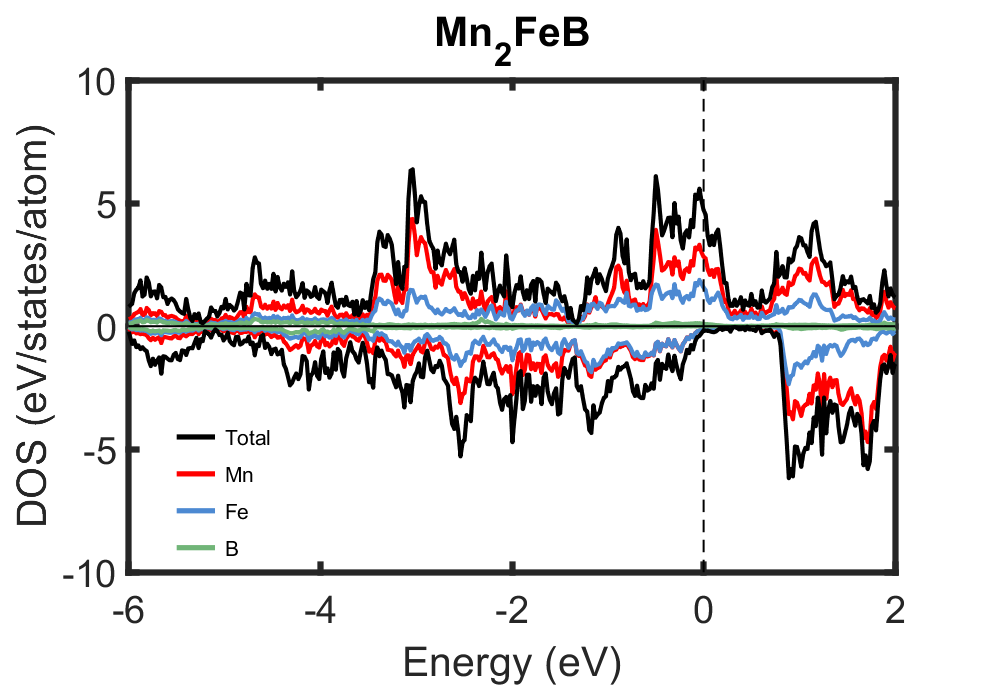 Mn₂FeB
DOS (eV/states/atom)
10
5
0
-5
-10
Total
Mn
Fe
B
-6 -4 -2 0 2
Energy (eV)